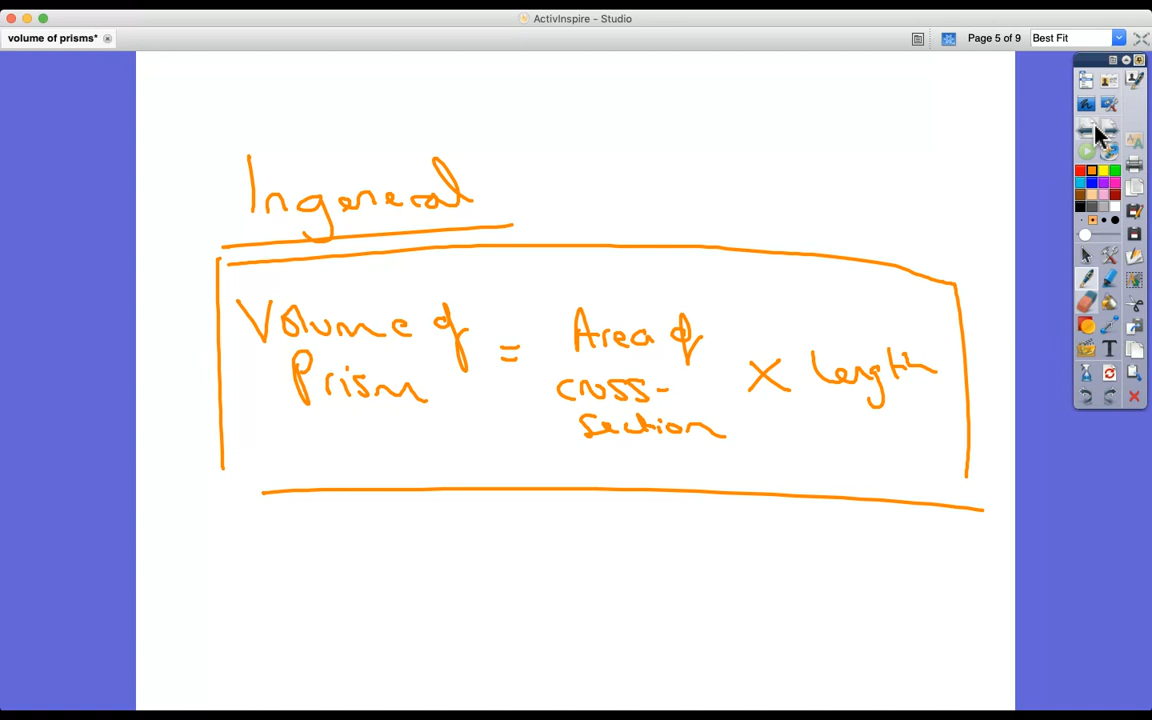 ActivInspire - Studio
volume of prisms*
Page 5 of 9
Best Fit
In general
Volume of Prism = Area of cross-section × length